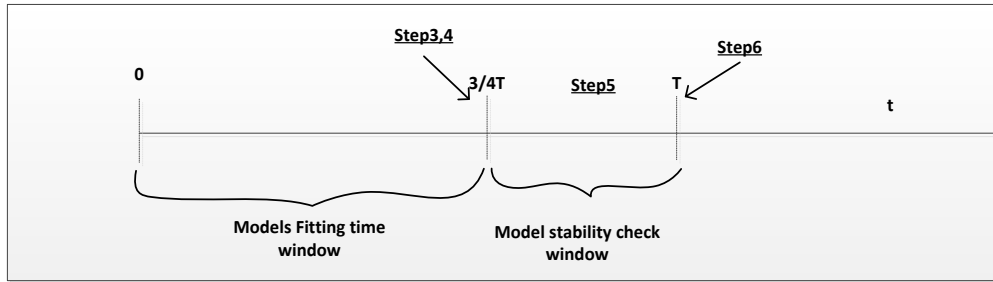 Step3,4
Step6
0
3/4T
Step5
T
t
Models Fitting time
window
Model stability check
window